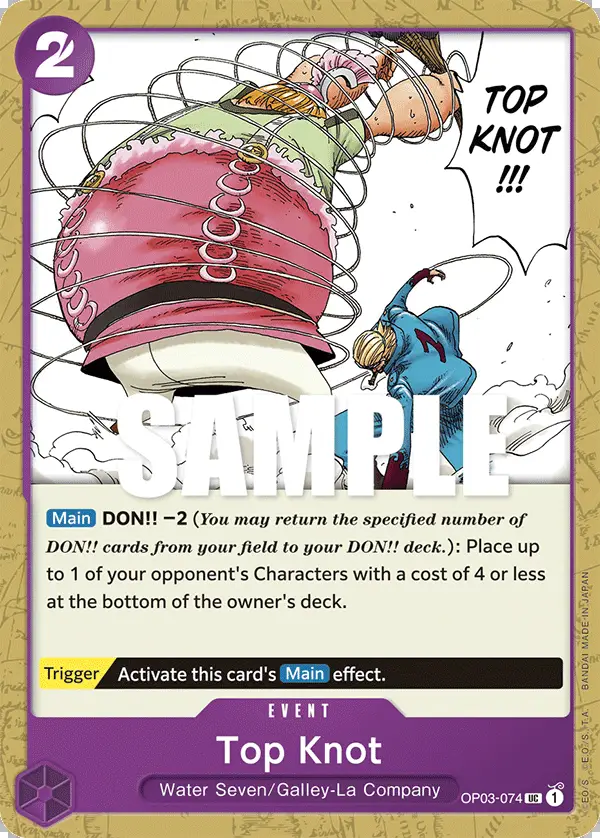 2
TOP
KNOT
!!!
SAMPLE
Main DON!! −2 (You may return the specified number of
DON!! cards from your field to your DON!! deck.): Place up
to 1 of your opponent's Characters with a cost of 4 or less
at the bottom of the owner's deck.
Trigger Activate this card's Main effect.
EVENT
Top Knot
Water Seven/Galley-La Company
OP03-074 UC 1
BANDAI MADE IN JAPAN